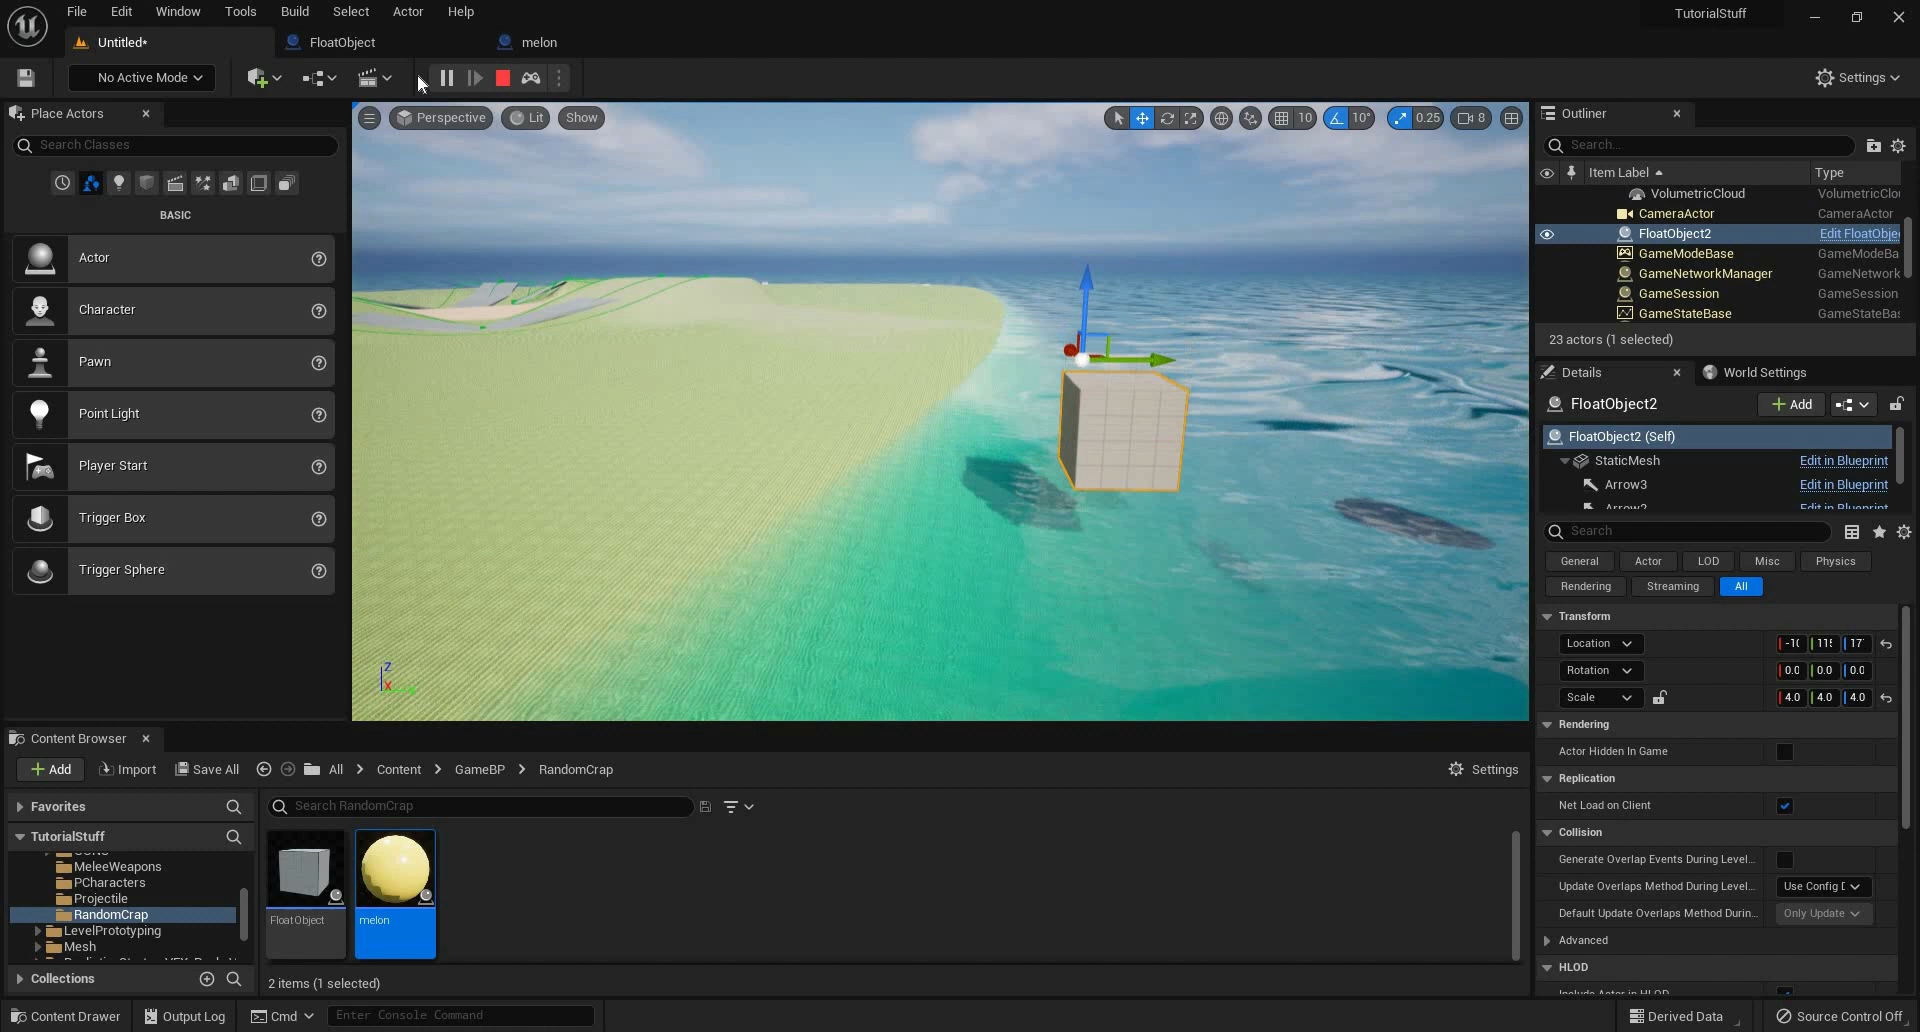 File Edit Window Tools Build Select Actor Help
TutorialStuff
Untitled*
FloatObject
melon
No Active Mode
Settings
Place Actors
Search Classes
BASIC
Actor
Character
Pawn
Point Light
Player Start
Trigger Box
Trigger Sphere
Perspective
Lit
Show
10
10°
0.25
8
Z
X
Outliner
Search...
Item Label
Type
VolumetricCloud VolumetricClou
CameraActor CameraActor
FloatObject2 Edit FloatObje
GameModeBase GameModeBa
GameNetworkManager GameNetwork
GameSession GameSession
GameStateBase GameStateBas
23 actors (1 selected)
Details
World Settings
FloatObject2
Add
FloatObject2 (Self)
StaticMesh Edit in Blueprint
Arrow3 Edit in Blueprint
Arrow2 Edit in Blueprint
Search
General Actor LOD Misc Physics
Rendering Streaming All
Transform
Location
Rotation 0.0 0.0 0.0
Scale 4.0 4.0 4.0
Rendering
Actor Hidden In Game
Replication
Net Load on Client
Collision
Generate Overlap Events During Level...
Update Overlaps Method During Level... Use Config D
Default Update Overlaps Method Durin... Only Update
Advanced
HLOD
Include Actor in HLOD
Content Browser
Add Import Save All All Content GameBP RandomCrap Settings
Favorites
TutorialStuff
MeleeWeapons
PCharacters
Projectile
RandomCrap
LevelPrototyping
Mesh
Collections
Search RandomCrap
FloatObject
melon
2 items (1 selected)
Content Drawer Output Log Cmd Enter Console Command Derived Data Source Control Off